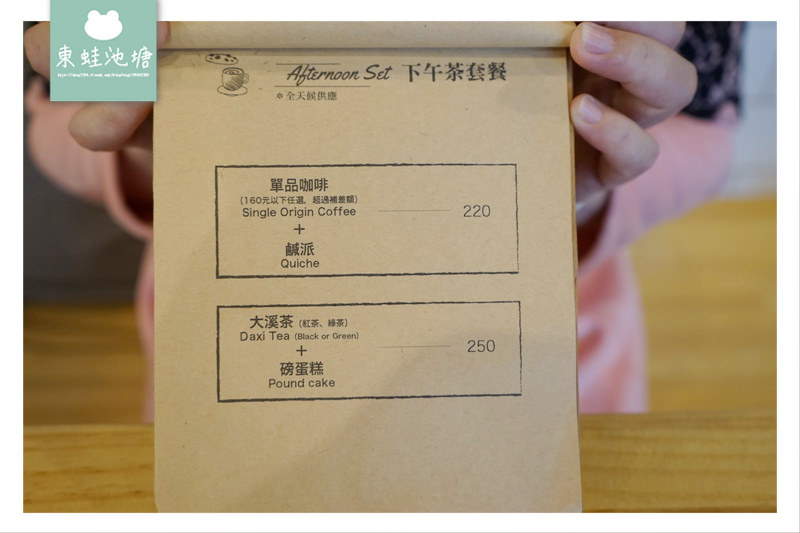 東蛙池塘
Afternoon Set 下午茶套餐
※全天候供應
單品咖啡
(160元以下任選，超過補差額)
Single Origin Coffee
220
+
鹹派
Quiche
大溪茶 (紅茶、綠茶)
Daxi Tea (Black or Green)
250
+
磅蛋糕
Pound cake